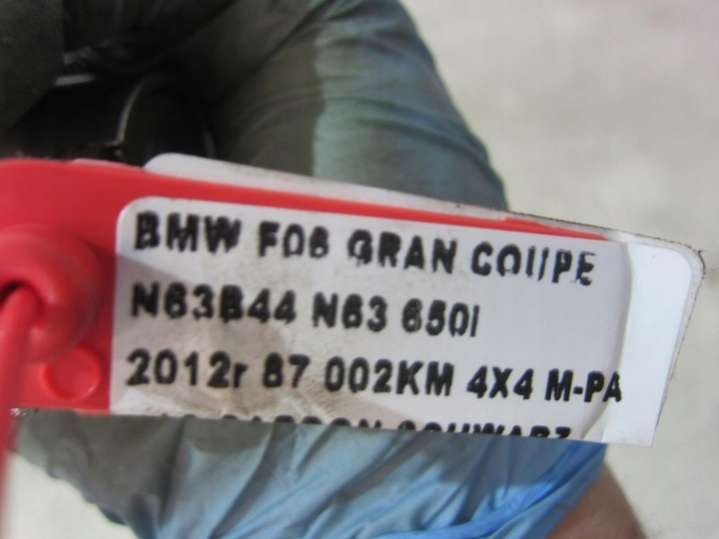 BMW F06 GRAN COUPE
N63B44 N63 650I
2012r 87 002KM 4X4 M-PA